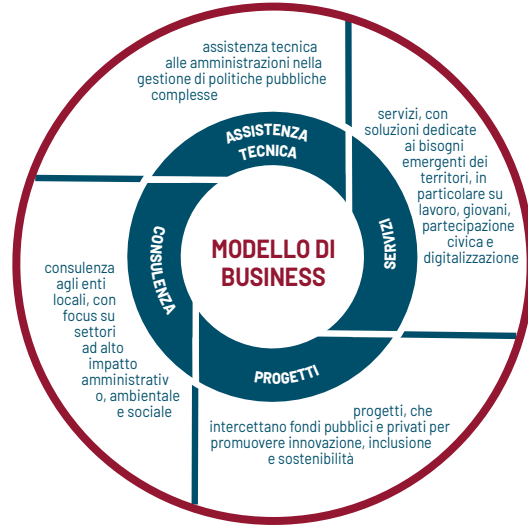 assistenza tecnica
alle amministrazioni nella
gestione di politiche pubbliche
complesse
ASSISTENZA
TECNICA
servizi, con
soluzioni dedicate
ai bisogni
emergenti dei
territori, in
particolare su
lavoro, giovani,
partecipazione
civica e
digitalizzazione
SERVIZI
MODELLO DI
BUSINESS
CONSULENZA
consulenza
agli enti
locali, con
focus su
settori
ad alto
impatto
amministrativ
o, ambientale
e sociale
PROGETTI
progetti, che
intercettano fondi pubblici e privati per
promuovere innovazione, inclusione
e sostenibilità